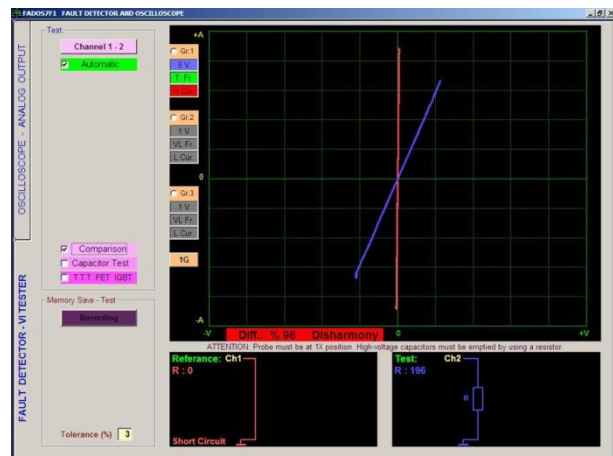 FADOS7F1 FAULT DETECTOR AND OSCILLOSCOPE
OSCILLOSCOPE - ANALOG OUTPUT
FAULT DETECTOR - VI TESTER
Test
Channel 1 - 2
Automatic
Comparison
Capacitor Test
T.T.T. FET IGBT
Memory Save - Test
Recording
Tolerance (%) 3
Gr.1
5 V
T. Fr.
H Cur.
Gr.2
1 V
VL Fr.
L Cur.
Gr.3
1 V
VL Fr.
L Cur.
1G
+A
0
-A
-V
0
+V
Diff.: % 96 Disharmony
ATTENTION: Probe must be at 1X position. High-voltage capacitors must be emptied by using a resistor.
Referance: Ch1
R : 0
Short Circuit
Test: Ch2
R : 196
R